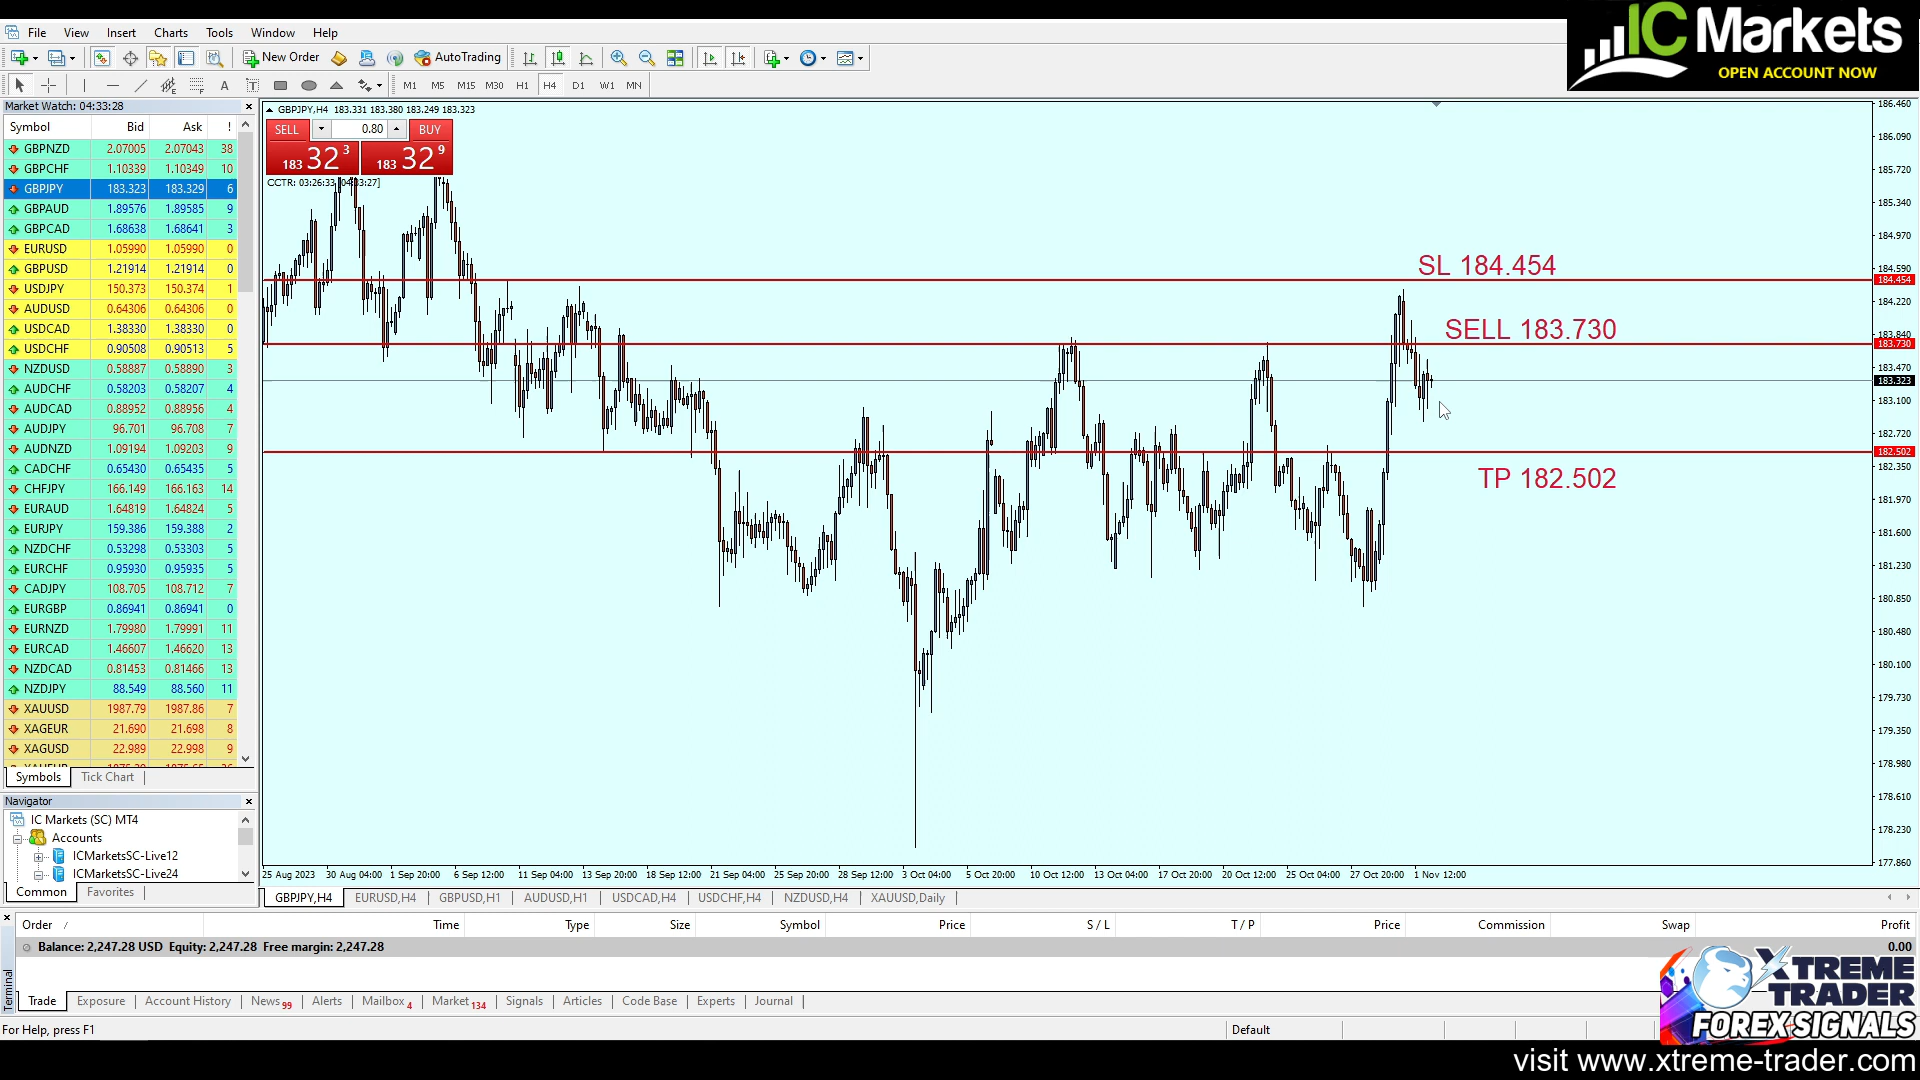 File View Insert Charts Tools Window Help
IC Markets
OPEN ACCOUNT NOW
New Order AutoTrading
A T M1 M5 M15 M30 H1 H4 D1 W1 MN
Market Watch: 04:33:28
Symbol Bid Ask !
GBPNZD 2.07005 2.07043 38
GBPCHF 1.10339 1.10349 10
GBPJPY 183.323 183.329 6
GBPAUD 1.89576 1.89585 9
GBPCAD 1.68638 1.68641 3
EURUSD 1.05990 1.05990 0
GBPUSD 1.21914 1.21914 0
USDJPY 150.373 150.374 1
AUDUSD 0.64306 0.64306 0
USDCAD 1.38330 1.38330 0
USDCHF 0.90508 0.90513 5
NZDUSD 0.58887 0.58890 3
AUDCHF 0.58203 0.58207 4
AUDCAD 0.88952 0.88956 4
AUDJPY 96.701 96.708 7
AUDNZD 1.09194 1.09203 9
CADCHF 0.65430 0.65435 5
CHFJPY 166.149 166.163 14
EURAUD 1.64819 1.64824 5
EURJPY 159.386 159.388 2
NZDCHF 0.53298 0.53303 5
EURCHF 0.95930 0.95935 5
CADJPY 108.705 108.712 7
EURGBP 0.86941 0.86941 0
EURNZD 1.79980 1.79991 11
EURCAD 1.46607 1.46620 13
NZDCAD 0.81453 0.81466 13
NZDJPY 88.549 88.560 11
XAUUSD 1987.79 1987.86 7
XAGEUR 21.690 21.698 8
XAGUSD 22.989 22.998 9
Symbols Tick Chart
Navigator
IC Markets (SC) MT4
Accounts
ICMarketsSC-Live12
ICMarketsSC-Live24
Common Favorites
GBPJPY,H4 183.331 183.380 183.249 183.323
SELL 0.80 BUY
183 32 3 183 32 9
CCTR: 03:26:33 [04:33:27]
SL 184.454
SELL 183.730
TP 182.502
186.460
186.090
185.720
185.340
184.970
184.590
184.454
184.220
183.840
183.730
183.470
183.323
183.100
182.720
182.502
182.350
181.970
181.600
181.230
180.850
180.480
180.100
179.730
179.350
178.980
178.610
178.230
177.860
25 Aug 2023 30 Aug 04:00 1 Sep 20:00 6 Sep 12:00 11 Sep 04:00 13 Sep 20:00 18 Sep 12:00 21 Sep 04:00 25 Sep 20:00 28 Sep 12:00 3 Oct 04:00 5 Oct 20:00 10 Oct 12:00 13 Oct 04:00 17 Oct 20:00 20 Oct 12:00 25 Oct 04:00 27 Oct 20:00 1 Nov 12:00
GBPJPY,H4 EURUSD,H4 GBPUSD,H1 AUDUSD,H1 USDCAD,H4 USDCHF,H4 NZDUSD,H4 XAUUSD,Daily
Order / Time Type Size Symbol Price S / L T / P Price Commission Swap Profit
Balance: 2,247.28 USD Equity: 2,247.28 Free margin: 2,247.28 0.00
Terminal
Trade Exposure Account History News 99 Alerts Mailbox 4 Market 134 Signals Articles Code Base Experts Journal
For Help, press F1 Default
XTREME
TRADER
FOREX SIGNALS
visit www.xtreme-trader.com